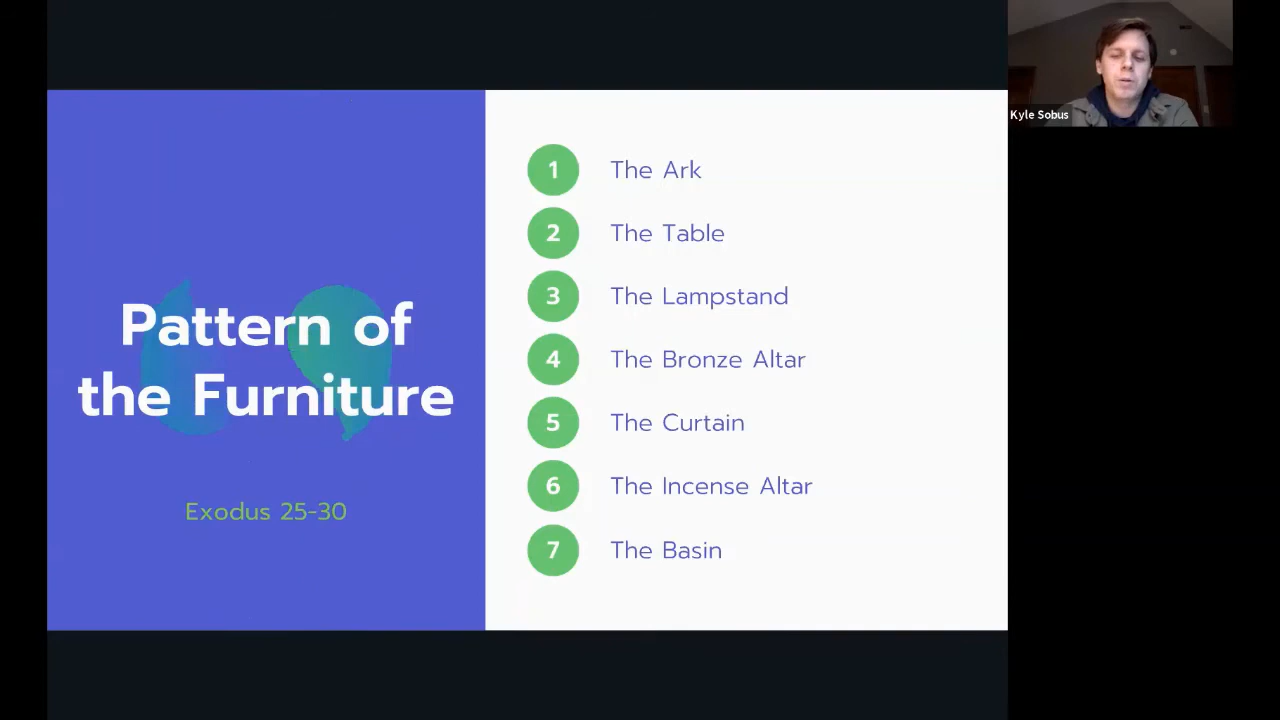 Pattern of
the Furniture
Exodus 25-30
1 The Ark
2 The Table
3 The Lampstand
4 The Bronze Altar
5 The Curtain
6 The Incense Altar
7 The Basin
Kyle Sobus